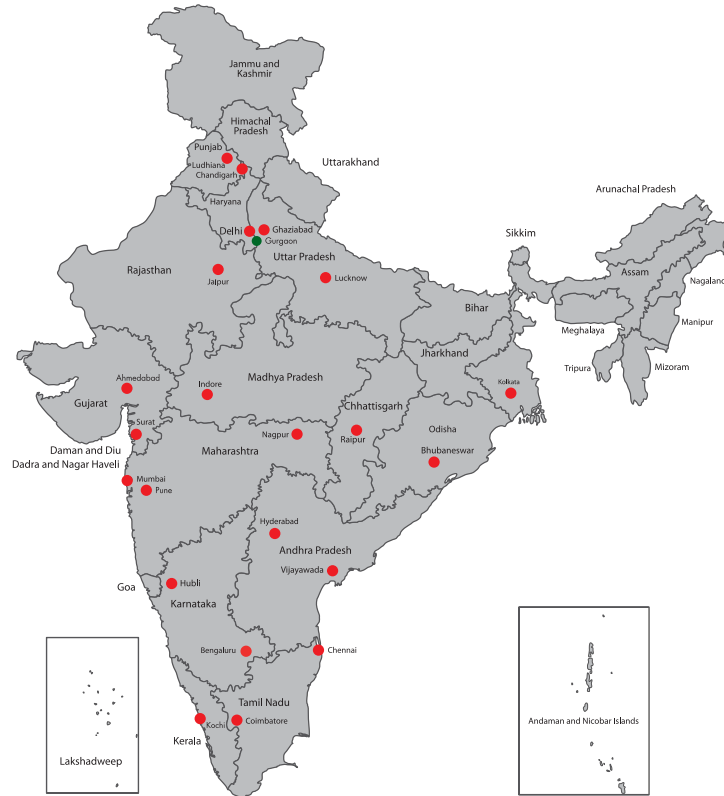 Jammu and
Kashmir
Himachal
Pradesh
Punjab
Ludhiana
Chandigarh
Uttarakhand
Arunachal Pradesh
Haryana
Delhi
Ghaziabad
Gurgoon
Sikkim
Uttar Pradesh
Rajasthan
Jaipur
Lucknow
Assam
Nagaland
Bihar
Meghalaya
Manipur
Jharkhand
Tripura
Mizoram
Ahmedabad
Indore
Madhya Pradesh
Kolkata
Gujarat
Chhattisgarh
Surat
Nagpur
Raipur
Odisha
Daman and Diu
Maharashtra
Bhubaneswar
Dadra and Nagar Haveli
Mumbai
Pune
Hyderabad
Andhra Pradesh
Vijayawada
Goa
Hubli
Karnataka
Bengaluru
Chennai
Tamil Nadu
Kochi
Coimbatore
Andaman and Nicobar Islands
Kerala
Lakshadweep